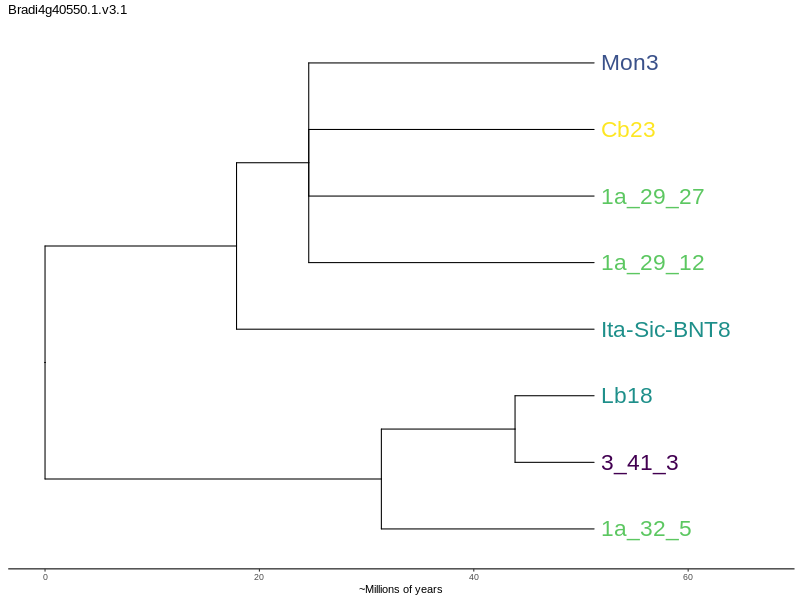 Bradi4g40550.1.v3.1
Mon3
Cb23
1a_29_27
1a_29_12
Ita-Sic-BNT8
Lb18
3_41_3
1a_32_5
0 20 40 60
~Millions of years